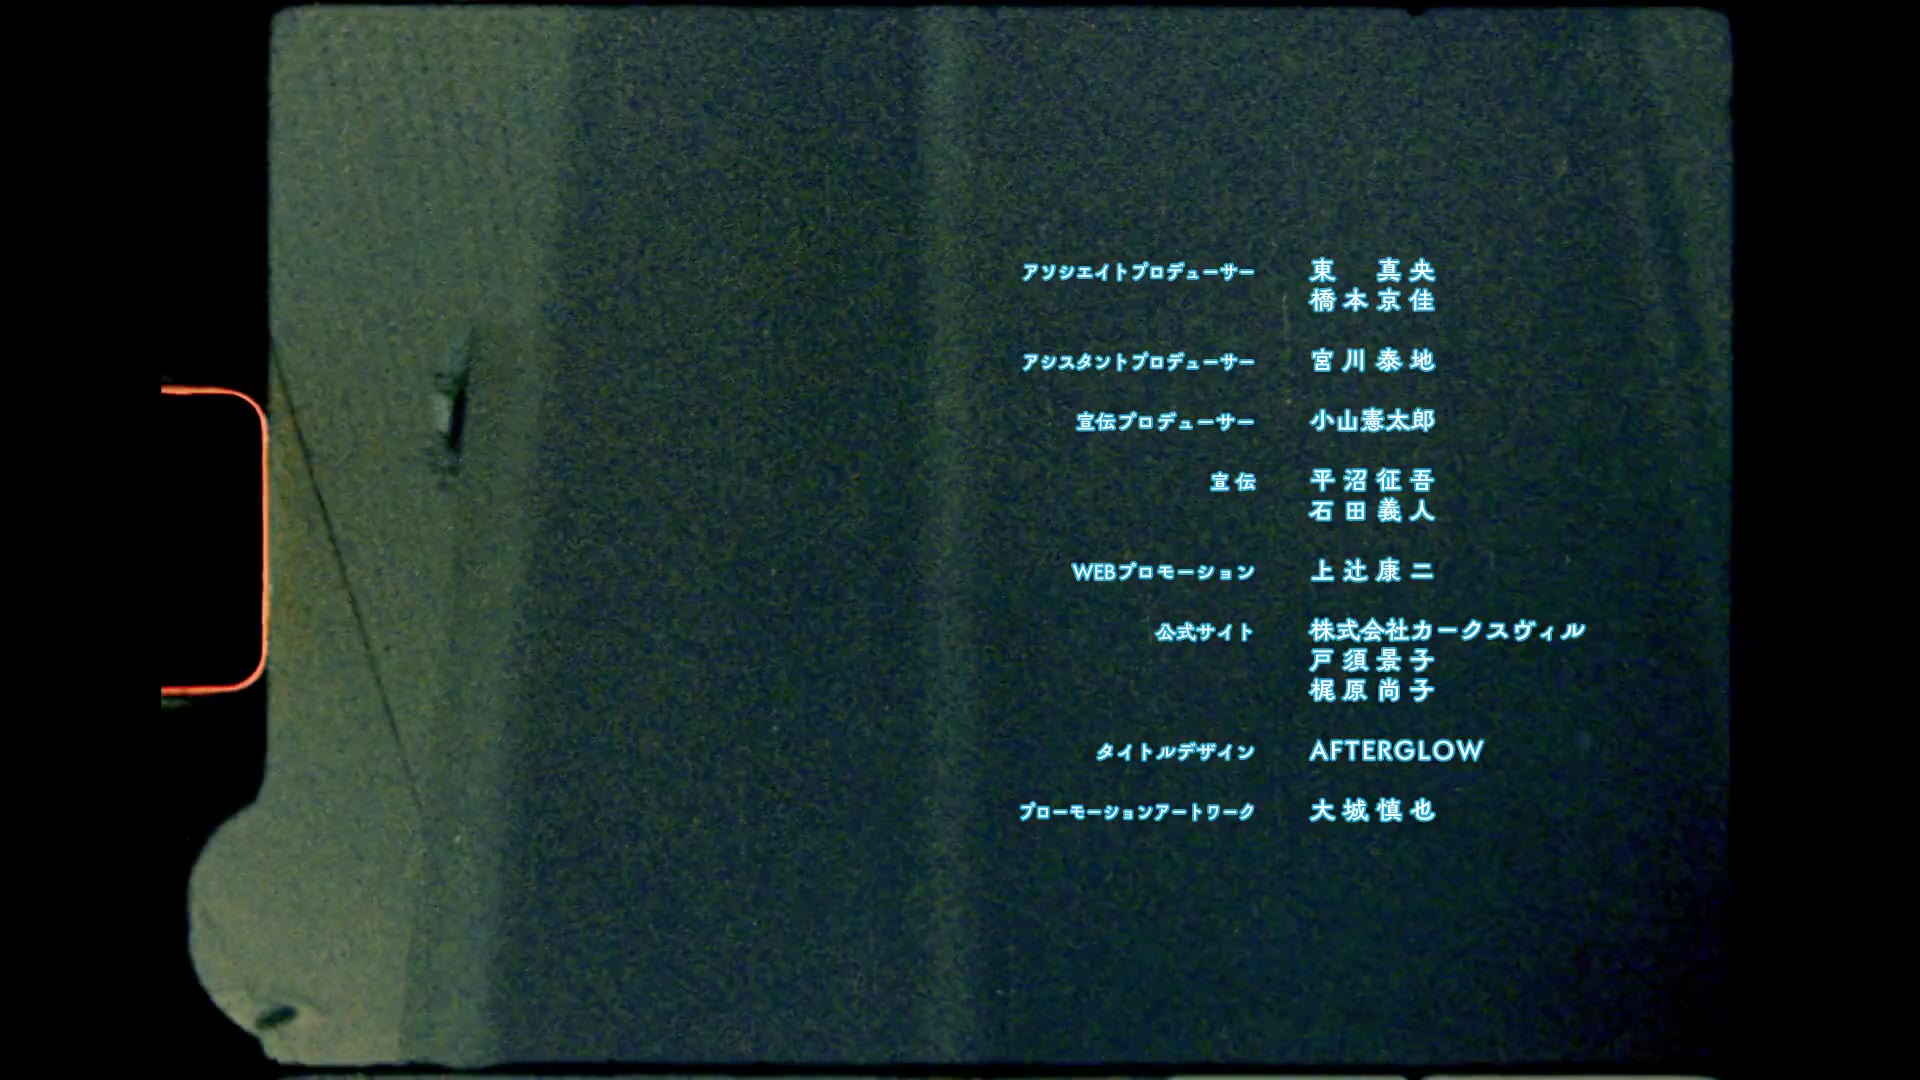 アソシエイトプロデューサー 東 真央
橋本京佳
アシスタントプロデューサー 宮川泰地
宣伝プロデューサー 小山憲太郎
宣伝 平沼征吾
石田義人
WEBプロモーション 上辻康二
公式サイト 株式会社カークスヴィル
戸須景子
梶原尚子
タイトルデザイン AFTERGLOW
プローモーションアートワーク 大城慎也